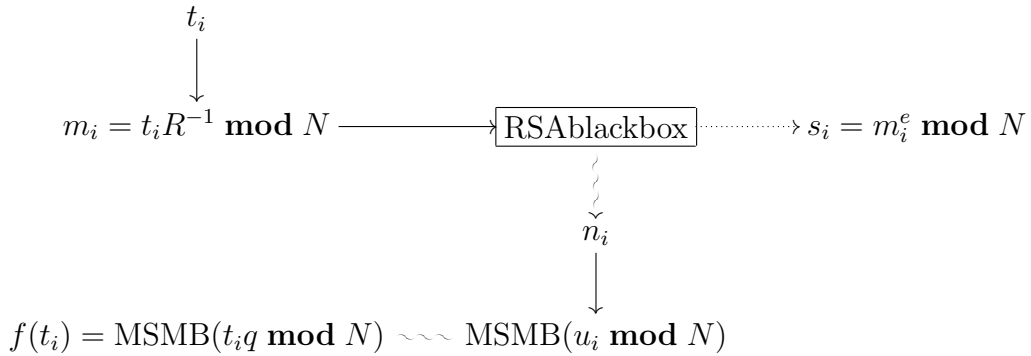 t_i
m_i = t_i R^{-1} mod N RSAblackbox s_i = m_i^e mod N
n_i
f(t_i) = MSMB(t_i q mod N) MSMB(u_i mod N)